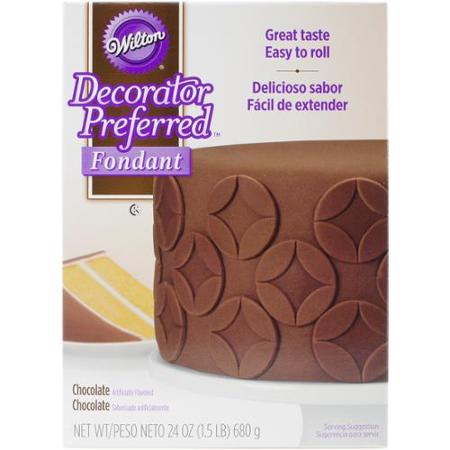 Wilton
Great taste
Easy to roll
Delicioso sabor
Fácil de extender
Decorator
Preferred™
Fondant
K
Chocolate Artificially Flavored
Chocolate Saborizado artificialmente
Serving Suggestion
Sugerencia para servir
NET WT/PESO NETO 24 OZ (1.5 LB) 680 g